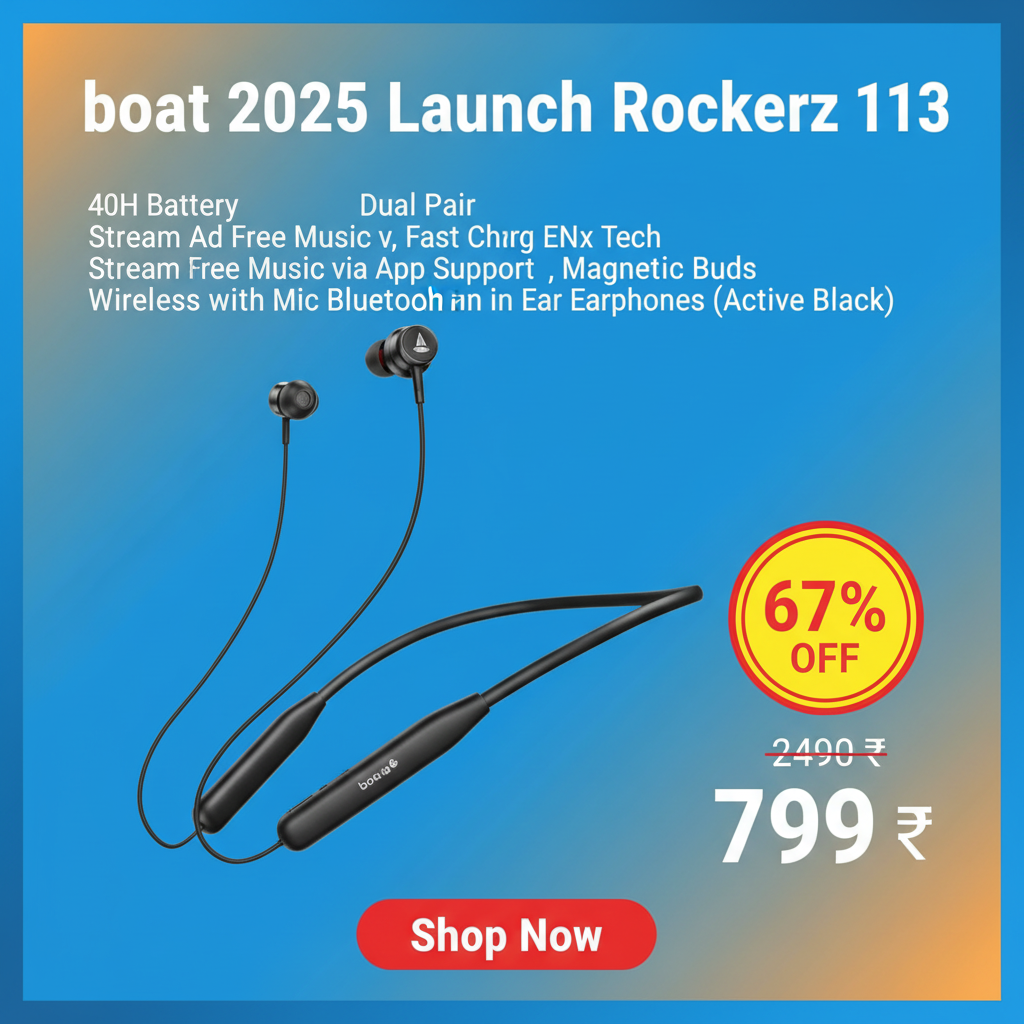 boat 2025 Launch Rockerz 113
40H Battery Dual Pair
Stream Ad Free Music v, Fast Chırg ENx Tech
Stream Free Music via App Support , Magnetic Buds
Wireless with Mic in Ear Earphones (Active Black)
67%
OFF
2490 ₹
799 ₹
Shop Now